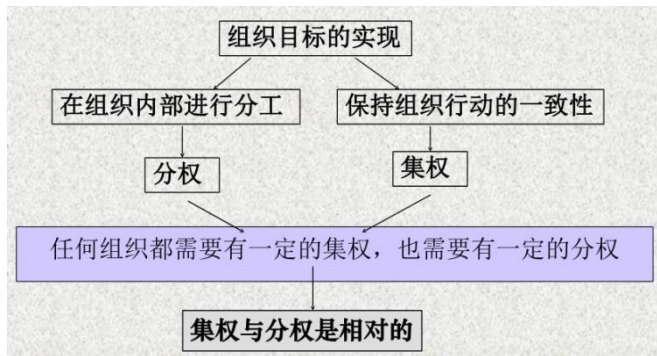 组织目标的实现
在组织内部进行分工
保持组织行动的一致性
分权
集权
任何组织都需要有一定的集权，也需要有一定的分权
集权与分权是相对的